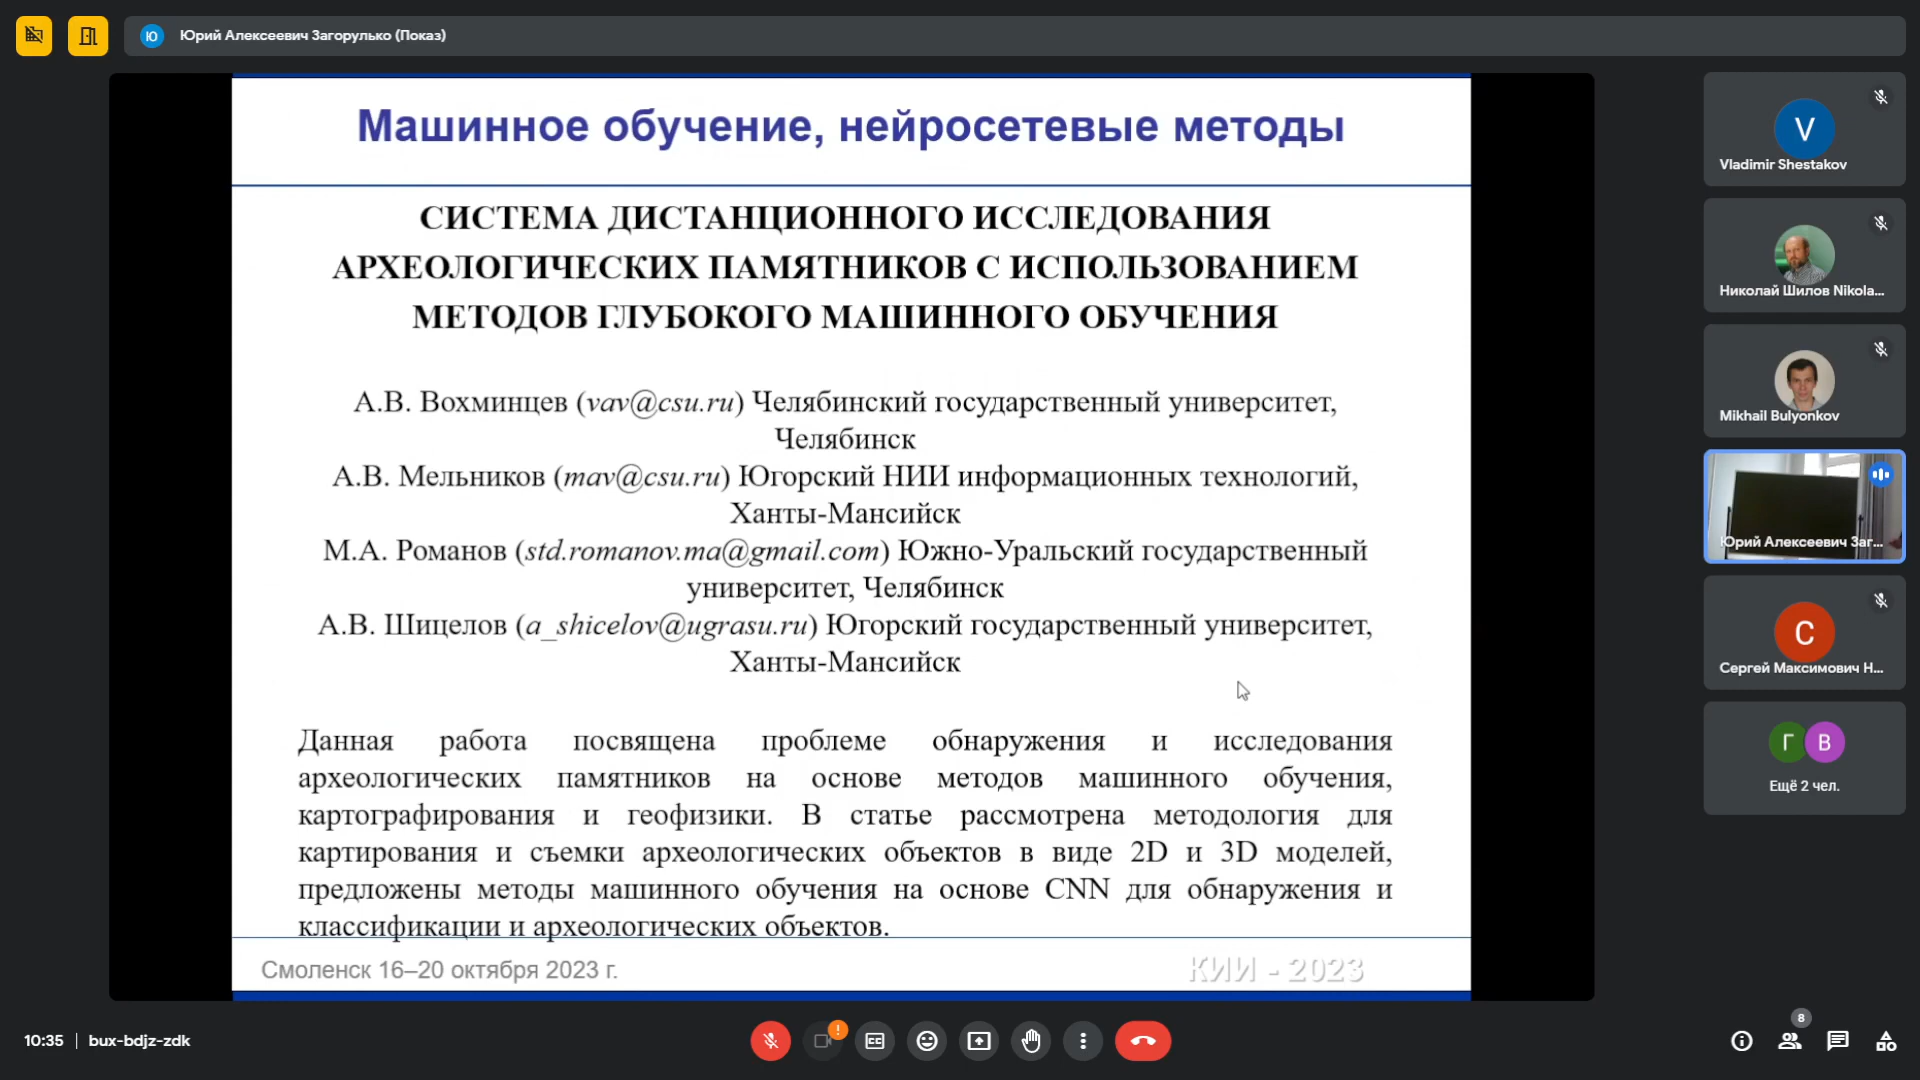 Ю Юрий Алексеевич Загорулько (Показ)
Машинное обучение, нейросетевые методы
СИСТЕМА ДИСТАНЦИОННОГО ИССЛЕДОВАНИЯ
АРХЕОЛОГИЧЕСКИХ ПАМЯТНИКОВ С ИСПОЛЬЗОВАНИЕМ
МЕТОДОВ ГЛУБОКОГО МАШИННОГО ОБУЧЕНИЯ
А.В. Вохминцев (vav@csu.ru) Челябинский государственный университет,
Челябинск
А.В. Мельников (mav@csu.ru) Югорский НИИ информационных технологий,
Ханты-Мансийск
М.А. Романов (std.romanov.ma@gmail.com) Южно-Уральский государственный
университет, Челябинск
А.В. Шицелов (a_shicelov@ugrasu.ru) Югорский государственный университет,
Ханты-Мансийск
Данная работа посвящена проблеме обнаружения и исследования
археологических памятников на основе методов машинного обучения,
картографирования и геофизики. В статье рассмотрена методология для
картирования и съемки археологических объектов в виде 2D и 3D моделей,
предложены методы машинного обучения на основе CNN для обнаружения и
классификации и археологических объектов.
Смоленск 16–20 октября 2023 г.
КИИ - 2023
V
Vladimir Shestakov
Николай Шилов Nikola...
Mikhail Bulyonkov
Юрий Алексеевич Заг...
С
Сергей Максимович Н...
Г В
Ещё 2 чел.
10:35 | bux-bdjz-zdk
!
CC
8